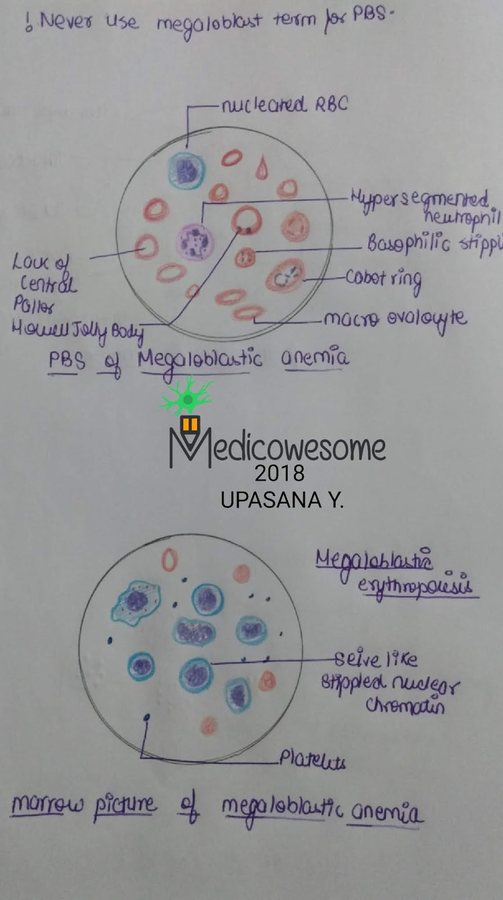 ! Never use megaloblast term for PBS.
nucleated RBC
Hypersegmented
neutrophil
Basophilic stippl
Cabot ring
macro ovalocyte
Lack of
Central
Pallor
Howell Jolly Body
PBS of Megaloblastic anemia
Medicowesome
2018
UPASANA Y.
Megaloblastic
erythropoiesis
Seive like
stippled nuclear
chromatin
Platelets
marrow picture of megaloblastic anemia